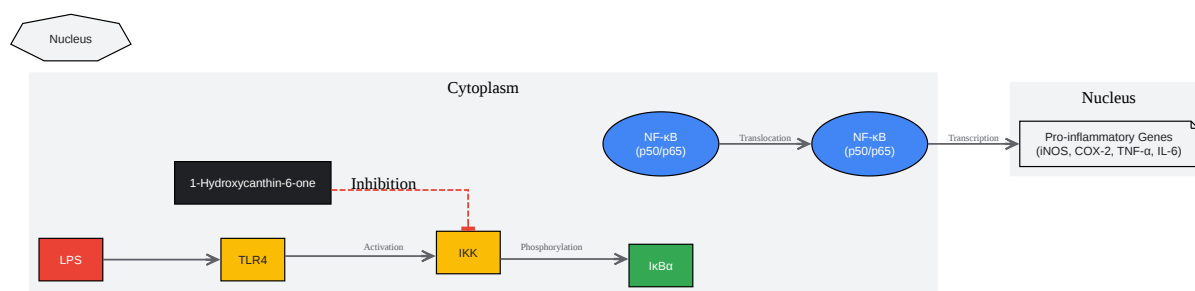 Nucleus
Cytoplasm
Nucleus
NF-κB
(p50/p65)
Translocation
NF-κB
(p50/p65)
Transcription
Pro-inflammatory Genes
(iNOS, COX-2, TNF-α, IL-6)
1-Hydroxycanthin-6-one
Inhibition
LPS
TLR4
Activation
IKK
Phosphorylation
IκBα